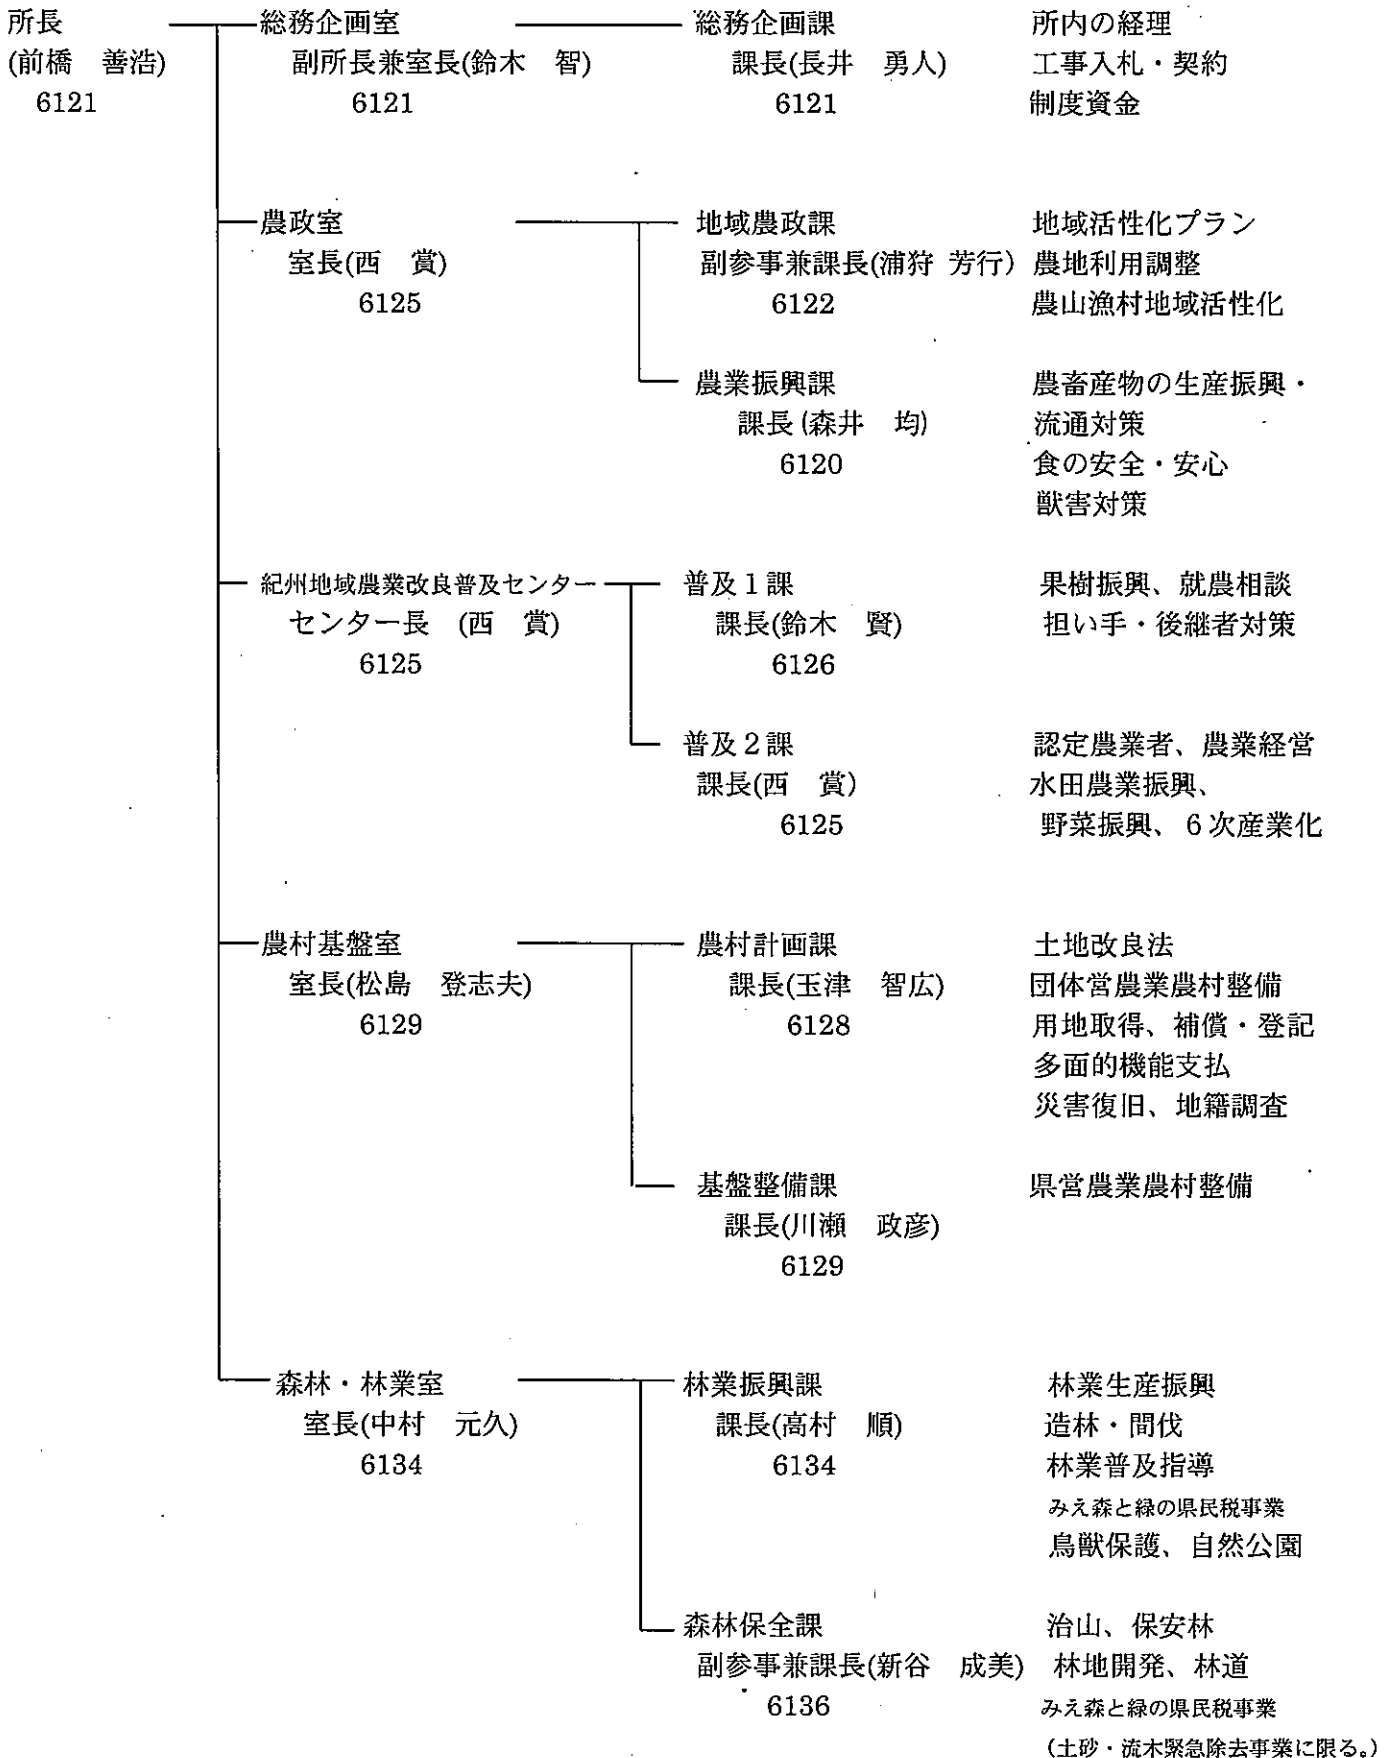 所長 総務企画室 総務企画課 所内の経理
(前橋 善浩) 副所長兼室長(鈴木 智) 課長(長井 勇人) 工事入札・契約
6121 6121 6121 制度資金
農政室 地域農政課 地域活性化プラン
室長(西 賞) 副参事兼課長(浦狩 芳行) 農地利用調整
6125 6122 農山漁村地域活性化
農業振興課 農畜産物の生産振興・
課長(森井 均) 流通対策
6120 食の安全・安心
獣害対策
紀州地域農業改良普及センター 普及1課 果樹振興、就農相談
センター長 (西 賞) 課長(鈴木 賢) 担い手・後継者対策
6125 6126
普及2課 認定農業者、農業経営
課長(西 賞) 水田農業振興、
6125 野菜振興、6次産業化
農村基盤室 農村計画課 土地改良法
室長(松島 登志夫) 課長(玉津 智広) 団体営農業農村整備
6129 6128 用地取得、補償・登記
多面的機能支払
災害復旧、地籍調査
基盤整備課 県営農業農村整備
課長(川瀬 政彦)
6129
森林・林業室 林業振興課 林業生産振興
室長(中村 元久) 課長(高村 順) 造林・間伐
6134 6134 林業普及指導
みえ森と緑の県民税事業
鳥獣保護、自然公園
森林保全課 治山、保安林
副参事兼課長(新谷 成美) 林地開発、林道
6136 みえ森と緑の県民税事業
(土砂・流木緊急除去事業に限る。)